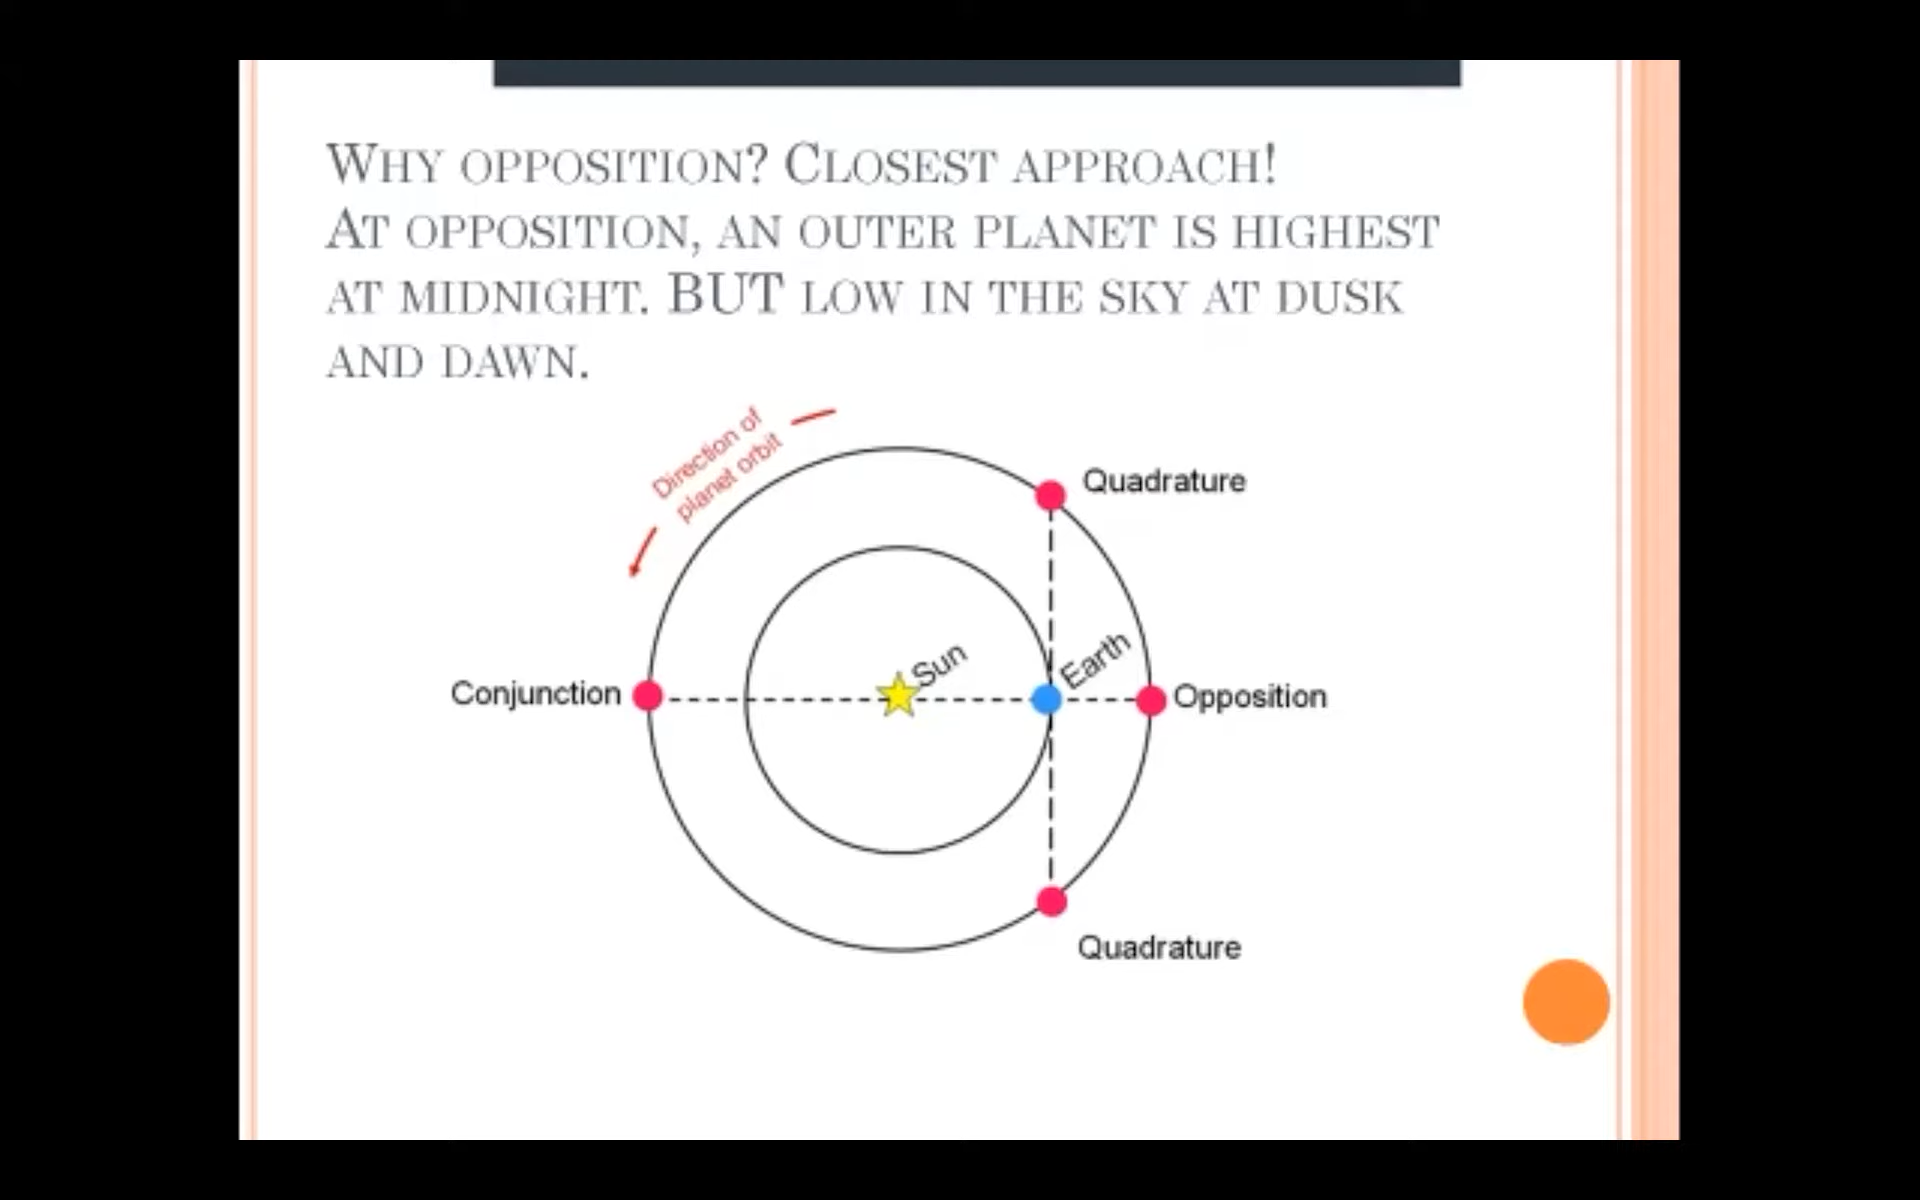 WHY OPPOSITION? CLOSEST APPROACH!
AT OPPOSITION, AN OUTER PLANET IS HIGHEST
AT MIDNIGHT. BUT LOW IN THE SKY AT DUSK
AND DAWN.
Direction of
planet orbit
Quadrature
Sun
Earth
Conjunction
Opposition
Quadrature